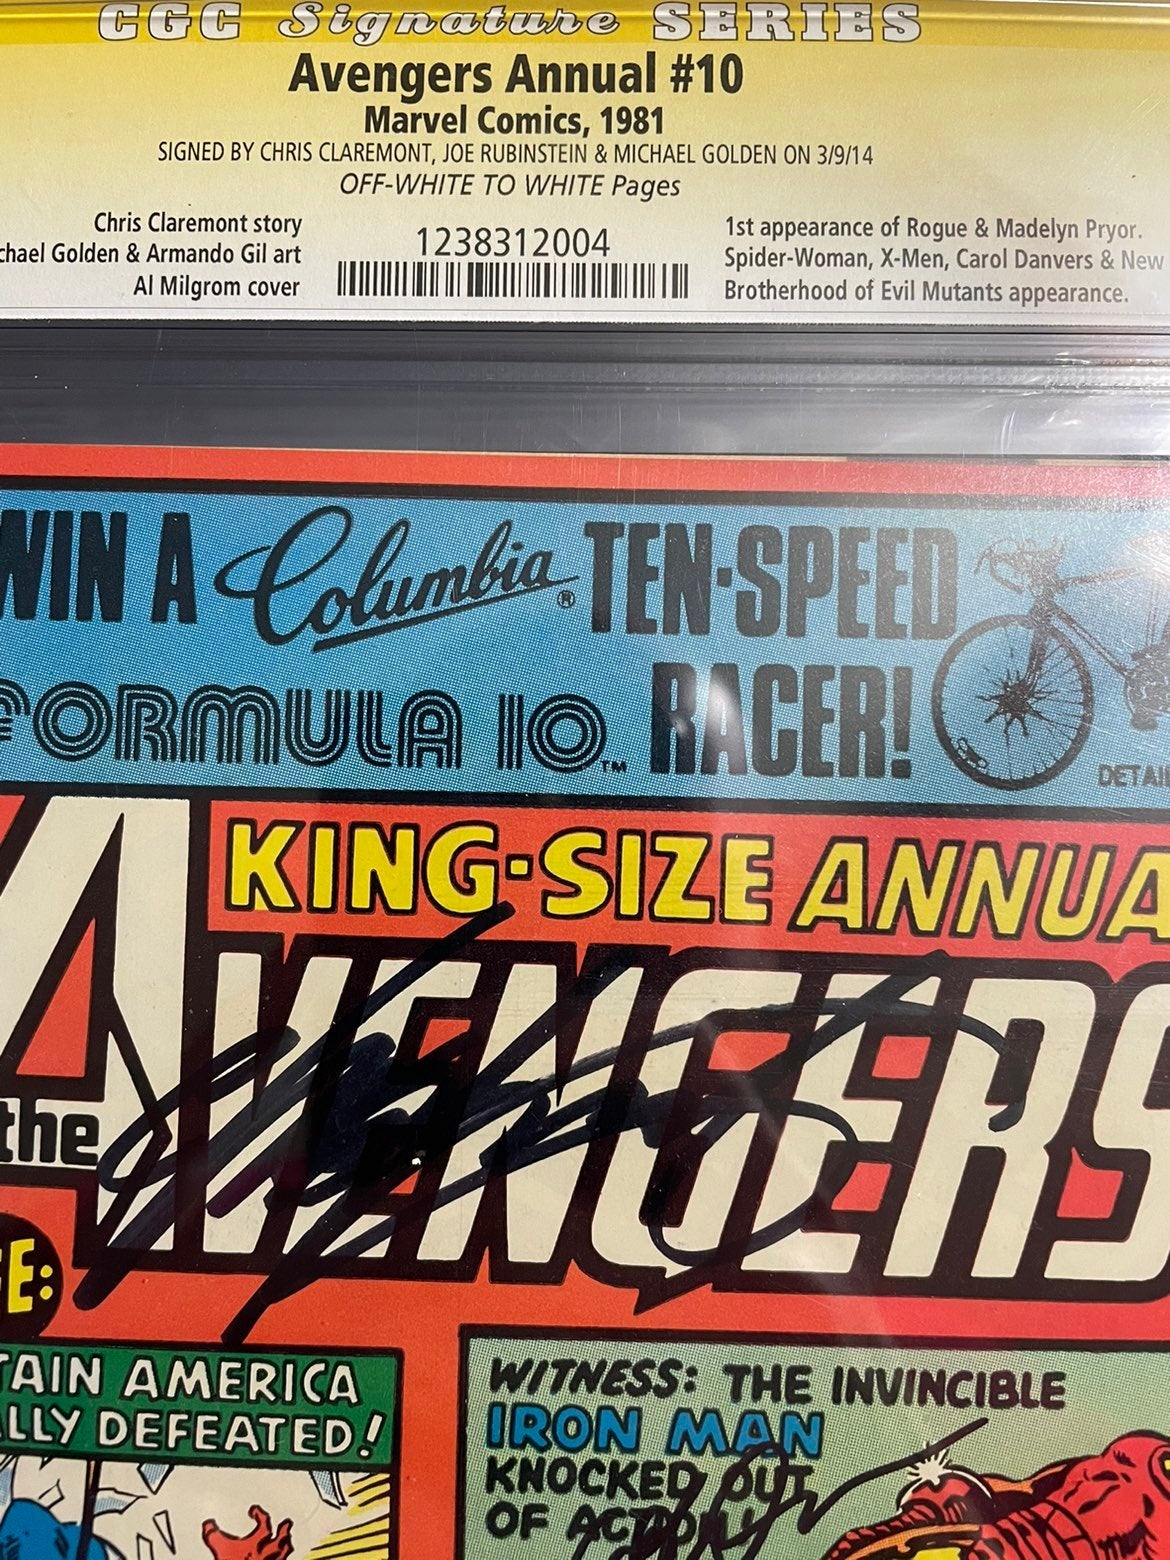 CGC Signature SERIES
Avengers Annual #10
Marvel Comics, 1981
SIGNED BY CHRIS CLAREMONT, JOE RUBINSTEIN & MICHAEL GOLDEN ON 3/9/14
OFF-WHITE TO WHITE Pages
Chris Claremont story
chael Golden & Armando Gil art
Al Milgrom cover
1238312004
1st appearance of Rogue & Madelyn Pryor.
Spider-Woman, X-Men, Carol Danvers & New
Brotherhood of Evil Mutants appearance.
WIN A Columbia® TEN-SPEED
FORMULA 10™ RACER!
DETAI
KING-SIZE ANNUA
the AVENGERS
E:
TAIN AMERICA
LLY DEFEATED!
WITNESS: THE INVINCIBLE
IRON MAN
KNOCKED OUT
OF ACTION!